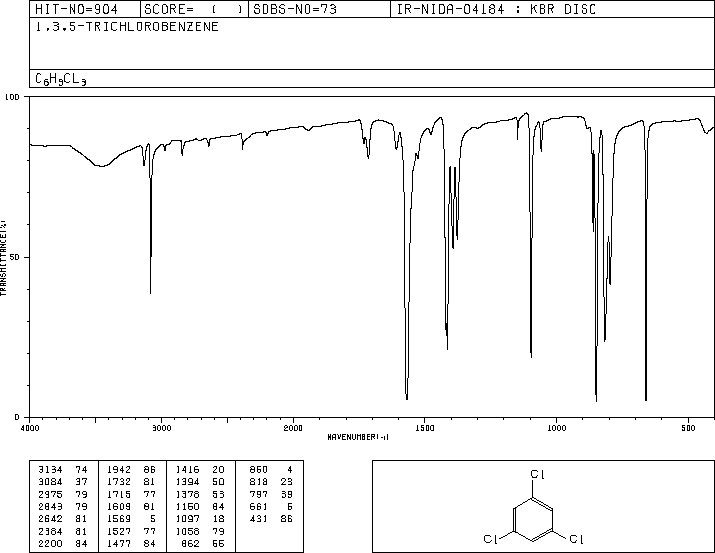 HIT-NO=904 SCORE= ( ) SDBS-NO=73 IR-NIDA-04184 : KBR DISC
1,3,5-TRICHLOROBENZENE
C6H3CL3
100
50
0
TRANSMITTANCE(%)
4000 3000 2000 1500 1000 500
WAVENUMBER(-1)
3134 74 1942 86 1416 20 860 4
3084 37 1732 81 1394 50 818 23
2975 79 1715 77 1378 53 797 39
2843 79 1609 81 1150 84 661 5
2642 81 1569 5 1097 18 431 86
2384 81 1527 77 1058 79
2200 84 1477 84 862 55
Cl
Cl Cl